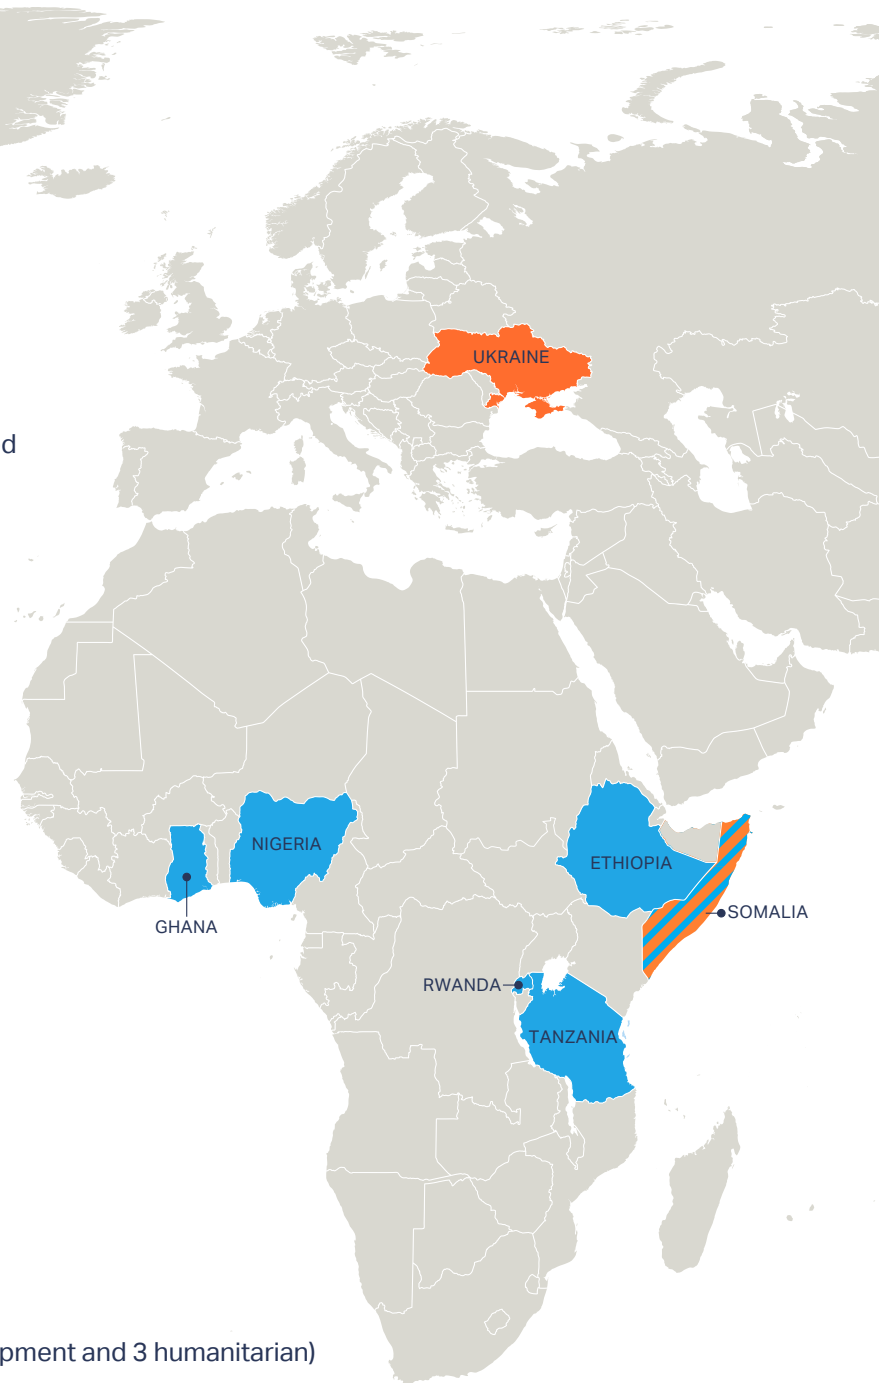 UKRAINE
d
NIGERIA
ETHIOPIA
SOMALIA
GHANA
RWANDA
TANZANIA
pment and 3 humanitarian)